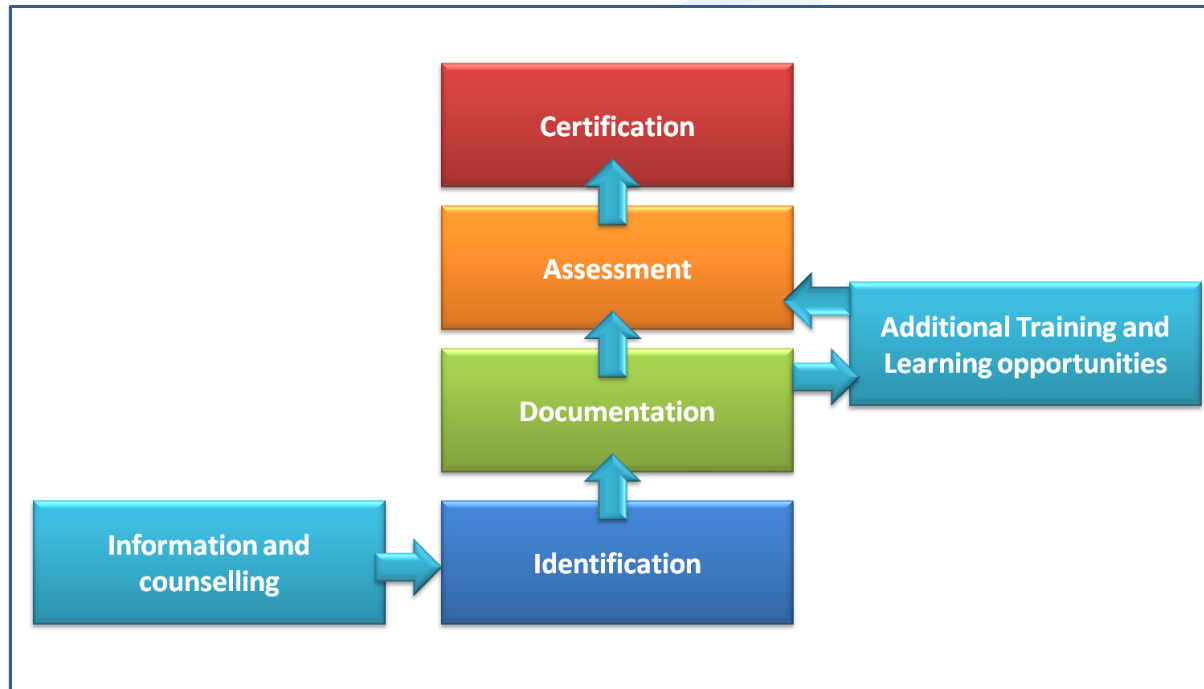 Certification
Assessment
Additional Training and
Learning opportunities
Documentation
Information and
counselling
Identification